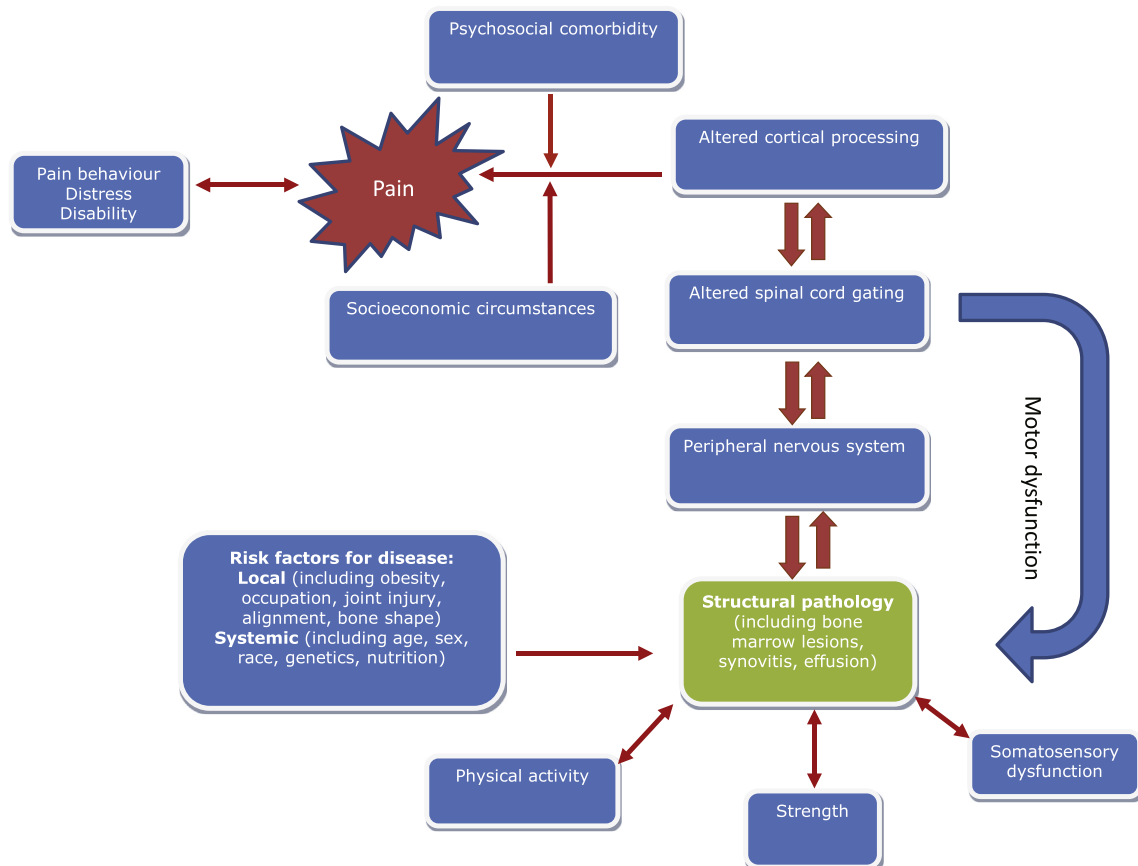 Psychosocial comorbidity
Altered cortical processing
Pain behaviour
Distress
Disability
Pain
Altered spinal cord gating
Socioeconomic circumstances
Motor dysfunction
Peripheral nervous system
Risk factors for disease:
Local (including obesity,
occupation, joint injury,
alignment, bone shape)
Systemic (including age, sex,
race, genetics, nutrition)
Structural pathology
(including bone
marrow lesions,
synovitis, effusion)
Physical activity
Strength
Somatosensory
dysfunction